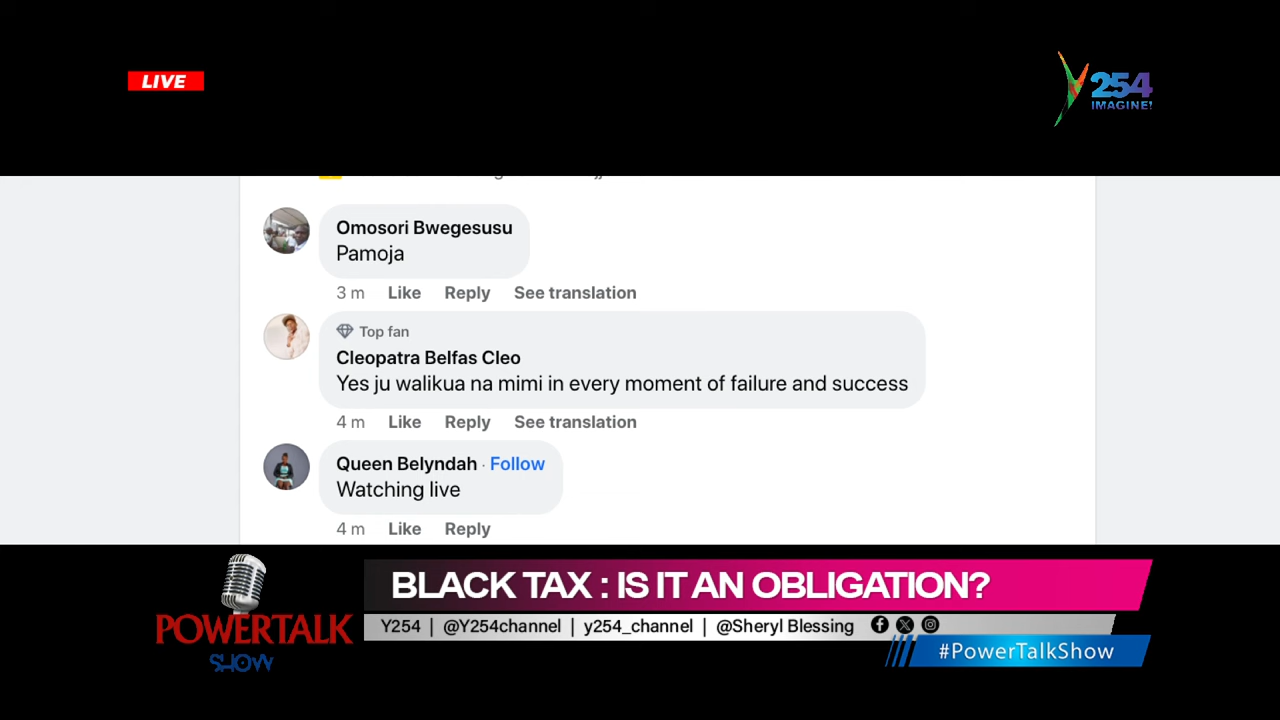 LIVE
254
IMAGINE!
Omosori Bwegesusu
Pamoja
3 m Like Reply See translation
Top fan
Cleopatra Belfas Cleo
Yes ju walikua na mimi in every moment of failure and success
4 m Like Reply See translation
Queen Belyndah · Follow
Watching live
4 m Like Reply
BLACK TAX : IS IT AN OBLIGATION?
POWERTALK
SHOW
Y254 | @Y254channel | y254_channel | @Sheryl Blessing
#PowerTalkShow